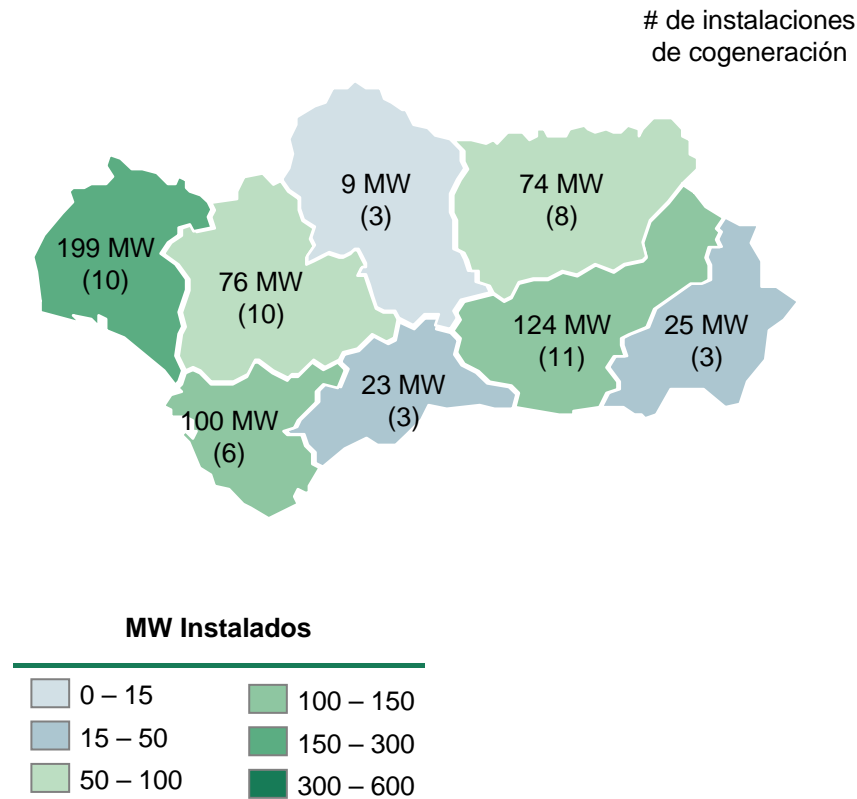 # de instalaciones
de cogeneración
9 MW
(3)
74 MW
(8)
199 MW
(10)
76 MW
(10)
124 MW
(11)
25 MW
(3)
23 MW
(3)
100 MW
(6)
MW Instalados
0 – 15
15 – 50
50 – 100
100 – 150
150 – 300
300 – 600